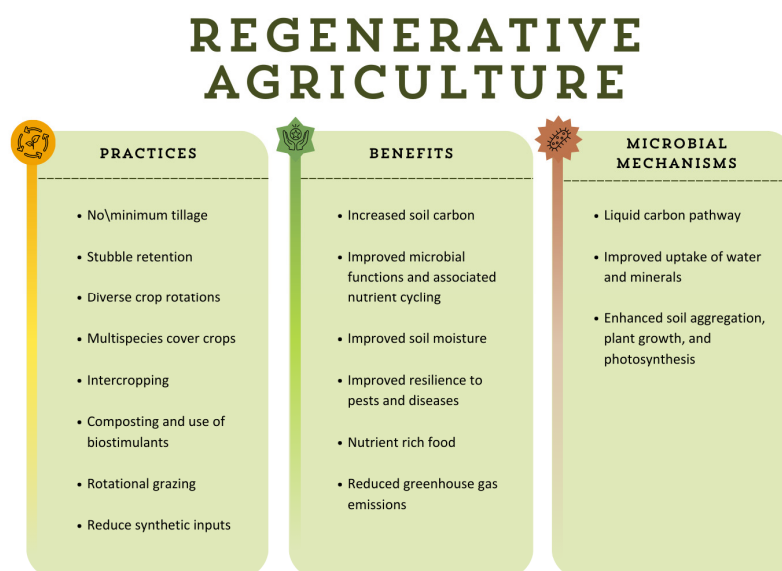 REGENERATIVE
AGRICULTURE
PRACTICES
• No\minimum tillage
• Stubble retention
• Diverse crop rotations
• Multispecies cover crops
• Intercropping
• Composting and use of
biostimulants
• Rotational grazing
• Reduce synthetic inputs
BENEFITS
• Increased soil carbon
• Improved microbial
functions and associated
nutrient cycling
• Improved soil moisture
• Improved resilience to
pests and diseases
• Nutrient rich food
• Reduced greenhouse gas
emissions
MICROBIAL
MECHANISMS
• Liquid carbon pathway
• Improved uptake of water
and minerals
• Enhanced soil aggregation,
plant growth, and
photosynthesis